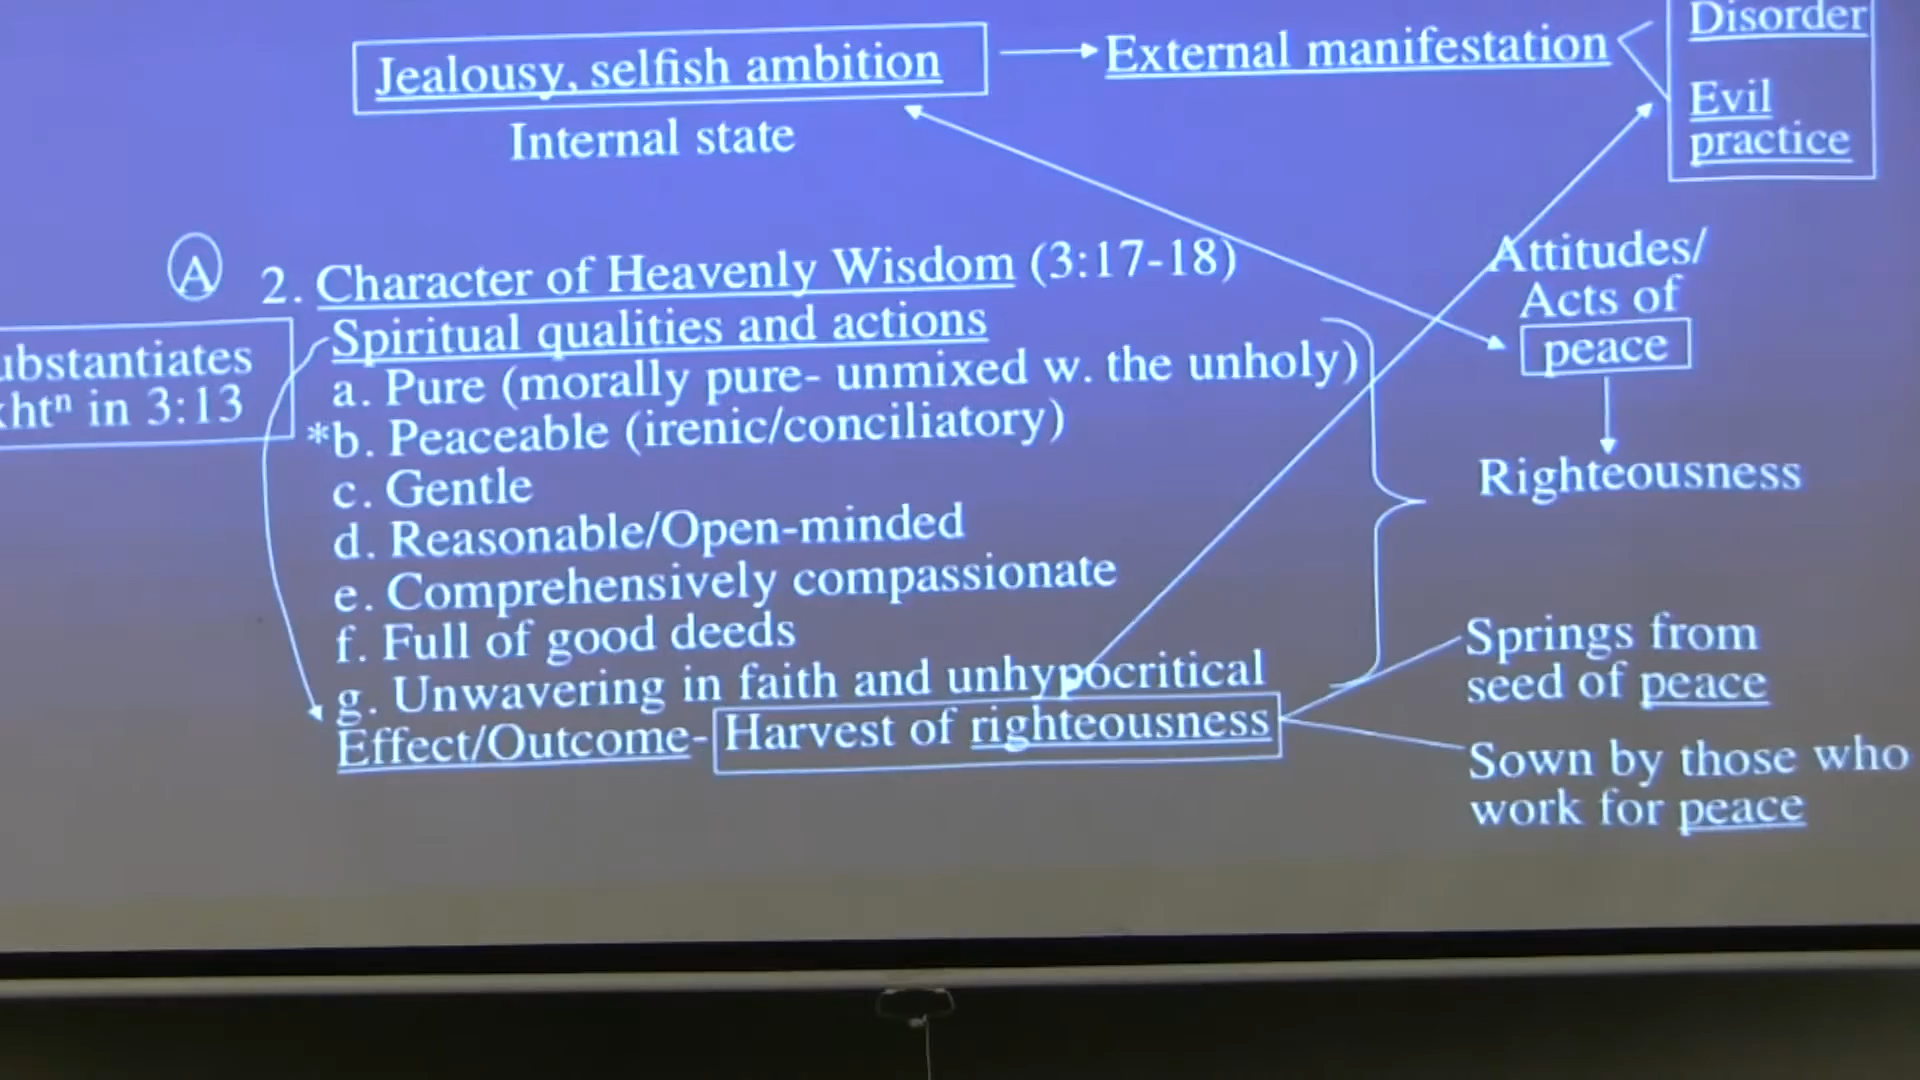 Jealousy, selfish ambition
External manifestation
Disorder
Evil
practice
Internal state
A
2. Character of Heavenly Wisdom (3:17-18)
Spiritual qualities and actions
a. Pure (morally pure- unmixed w. the unholy)
*b. Peaceable (irenic/conciliatory)
c. Gentle
d. Reasonable/Open-minded
e. Comprehensively compassionate
f. Full of good deeds
g. Unwavering in faith and unhypocritical
Effect/Outcome- Harvest of righteousness
in 3:13
Attitudes/
Acts of
peace
Righteousness
Springs from
seed of peace
Sown by those who
work for peace